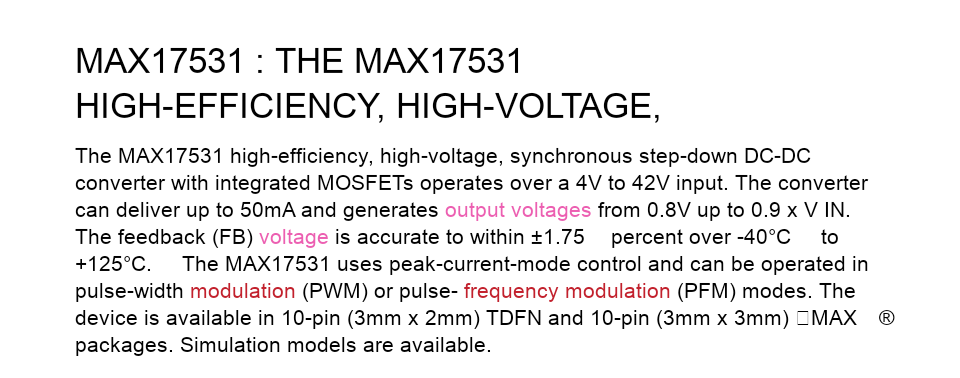 MAX17531 : THE MAX17531
HIGH-EFFICIENCY, HIGH-VOLTAGE,
The MAX17531 high-efficiency, high-voltage, synchronous step-down DC-DC
converter with integrated MOSFETs operates over a 4V to 42V input. The converter
can deliver up to 50mA and generates output voltages from 0.8V up to 0.9 x V IN.
The feedback (FB) voltage is accurate to within ±1.75 percent over -40°C to
+125°C. The MAX17531 uses peak-current-mode control and can be operated in
pulse-width modulation (PWM) or pulse- frequency modulation (PFM) modes. The
device is available in 10-pin (3mm x 2mm) TDFN and 10-pin (3mm x 3mm) □MAX ®
packages. Simulation models are available.